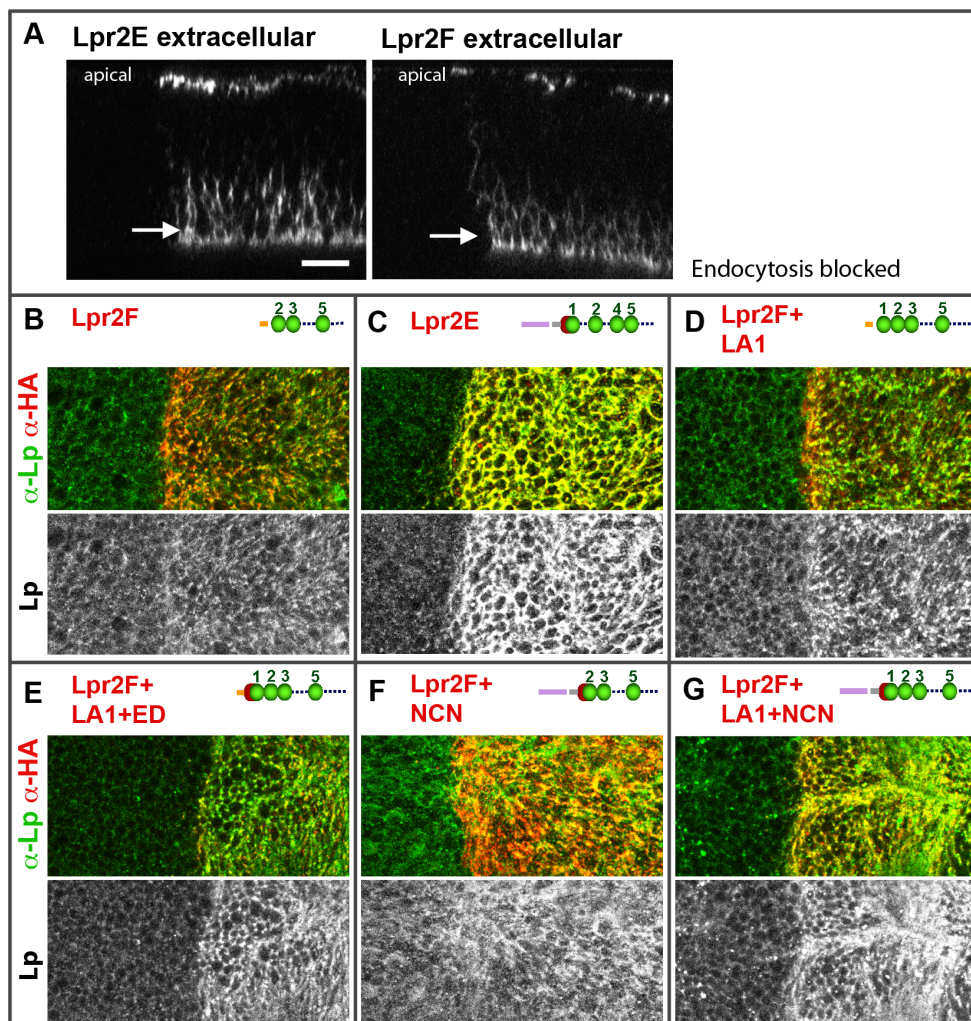 A Lpr2E extracellular Lpr2F extracellular
apical apical
Endocytosis blocked
B Lpr2F 2 3 5
C Lpr2E 1 2 4 5
D Lpr2F+ 1 2 3 5
LA1
α-Lp α-HA
Lp
E Lpr2F+ 1 2 3 5
LA1+ED
F Lpr2F+ 2 3 5
NCN
G Lpr2F+ 1 2 3 5
LA1+NCN
α-Lp α-HA
Lp